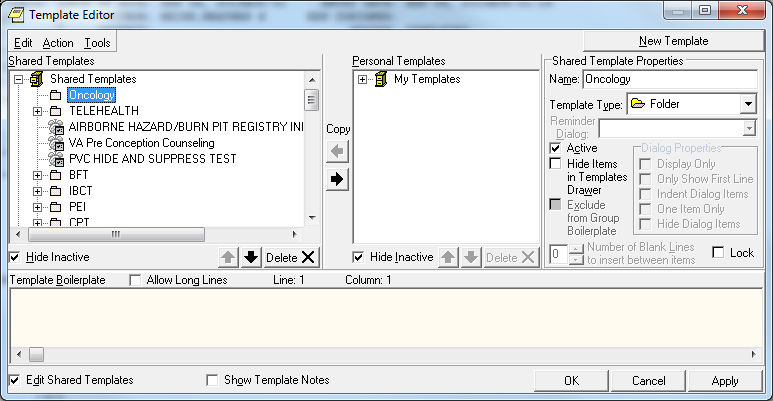 Template Editor
Edit Action Tools
New Template
Shared Templates
Shared Templates
Oncology
TELEHEALTH
AIRBORNE HAZARD/BURN PIT REGISTRY INI
VA Pre Conception Counseling
PVC HIDE AND SUPPRESS TEST
BFT
IBCT
PEI
CPT
Hide Inactive
Delete
Copy
Personal Templates
My Templates
Hide Inactive
Delete
Shared Template Properties
Name: Oncology
Template Type: Folder
Reminder
Dialog:
Active
Hide Items
in Templates
Drawer
Exclude
from Group
Boilerplate
Dialog Properties
Display Only
Only Show First Line
Indent Dialog Items
One Item Only
Hide Dialog Items
0 Number of Blank Lines
to insert between items
Lock
Template Boilerplate Allow Long Lines Line: 1 Column: 1
Edit Shared Templates Show Template Notes OK Cancel Apply